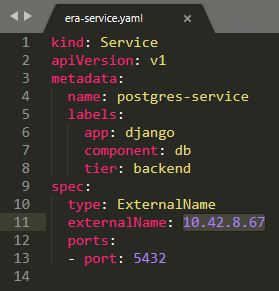 era-service.yaml
×
1 kind: Service
2 apiVersion: v1
3 metadata:
4   name: postgres-service
5   labels:
6     app: django
7     component: db
8     tier: backend
9 spec:
10   type: ExternalName
11   externalName: 10.42.8.67
12   ports:
13   - port: 5432
14